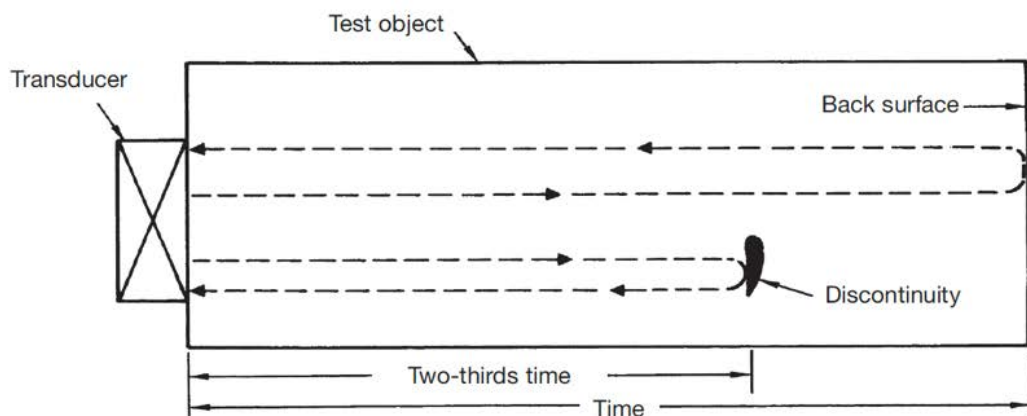 Test object
Transducer
Back surface
Discontinuity
Two-thirds time
Time